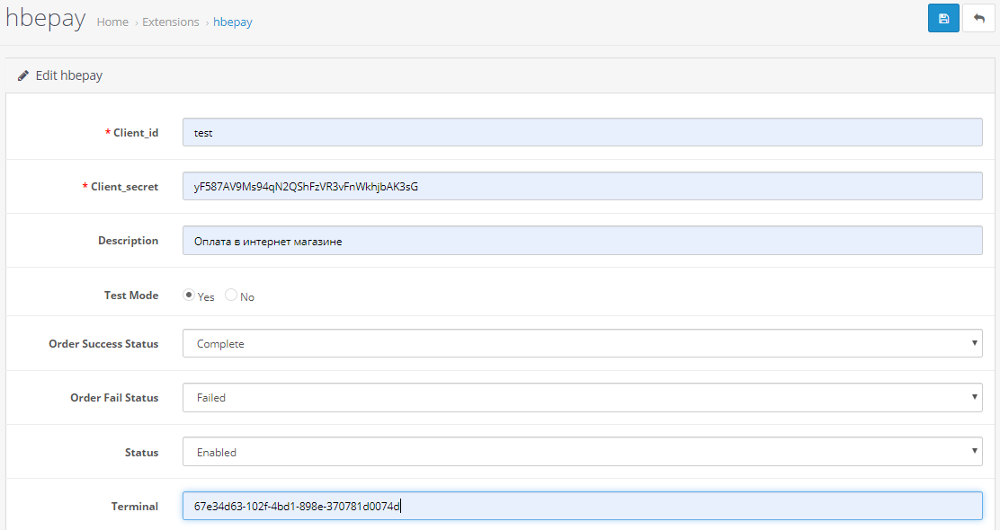 hbepay Home › Extensions › hbepay
Edit hbepay
* Client_id test
* Client_secret yF587AV9Ms94qN2QShFzVR3vFnWkhjbAK3sG
Description Оплата в интернет магазине
Test Mode Yes No
Order Success Status Complete
Order Fail Status Failed
Status Enabled
Terminal 67e34d63-102f-4bd1-898e-370781d0074d